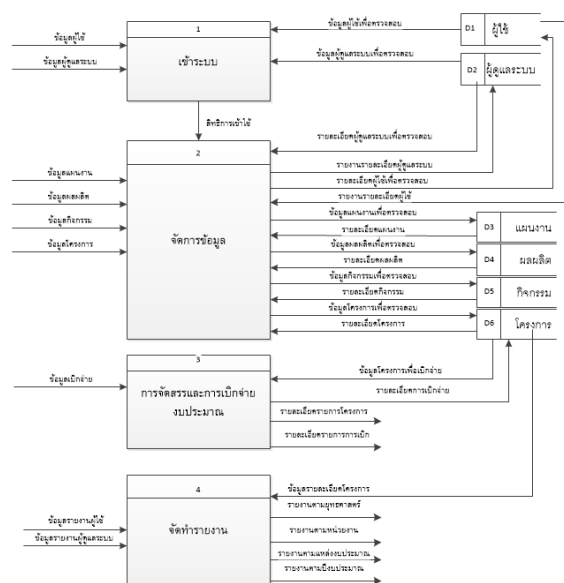 1
เข้าระบบ
ข้อมูลผู้ใช้
ข้อมูลผู้ดูแลระบบ
ข้อมูลผู้ใช้เพื่อตรวจสอบ
ข้อมูลผู้ดูแลระบบเพื่อตรวจสอบ
D1 ผู้ใช้
D2 ผู้ดูแลระบบ
สิทธิการเข้าใช้
2
จัดการข้อมูล
ข้อมูลแผนงาน
ข้อมูลผลผลิต
ข้อมูลกิจกรรม
ข้อมูลโครงการ
รายละเอียดผู้ดูแลระบบเพื่อตรวจสอบ
รายงานรายละเอียดผู้ดูแลระบบ
รายละเอียดผู้ใช้เพื่อตรวจสอบ
รายงานรายละเอียดผู้ใช้
ข้อมูลแผนงานเพื่อตรวจสอบ
รายละเอียดแผนงาน
ข้อมูลผลผลิตเพื่อตรวจสอบ
รายละเอียดผลผลิต
ข้อมูลกิจกรรมเพื่อตรวจสอบ
รายละเอียดกิจกรรม
ข้อมูลโครงการเพื่อตรวจสอบ
รายละเอียดโครงการ
D3 แผนงาน
D4 ผลผลิต
D5 กิจกรรม
D6 โครงการ
3
การจัดสรรและการเบิกจ่าย
งบประมาณ
ข้อมูลเบิกจ่าย
ข้อมูลโครงการเพื่อเบิกจ่าย
รายละเอียดการเบิกจ่าย
รายละเอียดรายการโครงการ
รายละเอียดรายการการเบิก
4
จัดทำรายงาน
ข้อมูลรายงานผู้ใช้
ข้อมูลรายงานผู้ดูแลระบบ
ข้อมูลรายละเอียดโครงการ
รายงานตามยุทธศาสตร์
รายงานตามหน่วยงาน
รายงานตามแหล่งงบประมาณ
รายงานตามปีงบประมาณ